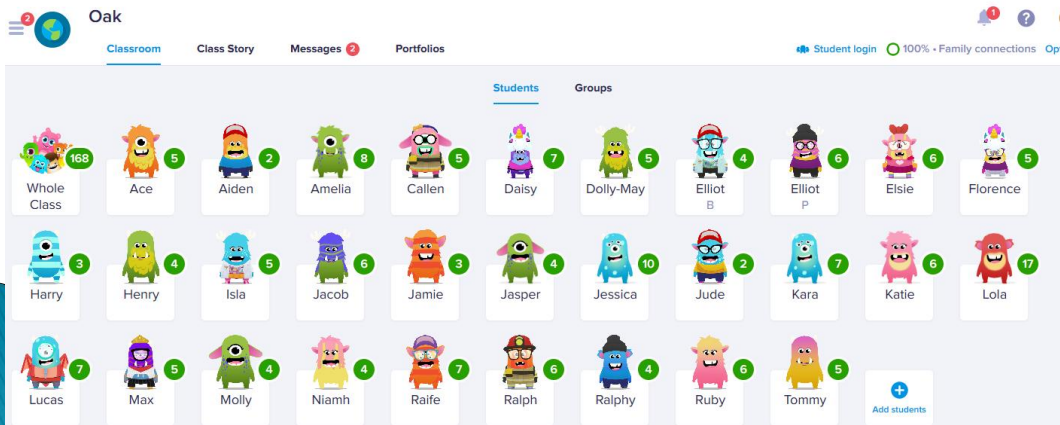 2
Oak
1
?
Classroom Class Story Messages 2 Portfolios
Student login 100% • Family connections
Students Groups
168 5 2 8 5 7 5 4 6 6 5
Whole Class Ace Aiden Amelia Callen Daisy Dolly-May Elliot Elliot Elsie Florence
B P
3 4 5 6 3 4 10 2 7 6 17
Harry Henry Isla Jacob Jamie Jasper Jessica Jude Kara Katie Lola
7 5 4 4 7 6 4 6 5
Lucas Max Molly Niamh Raife Ralph Ralphy Ruby Tommy
Add students